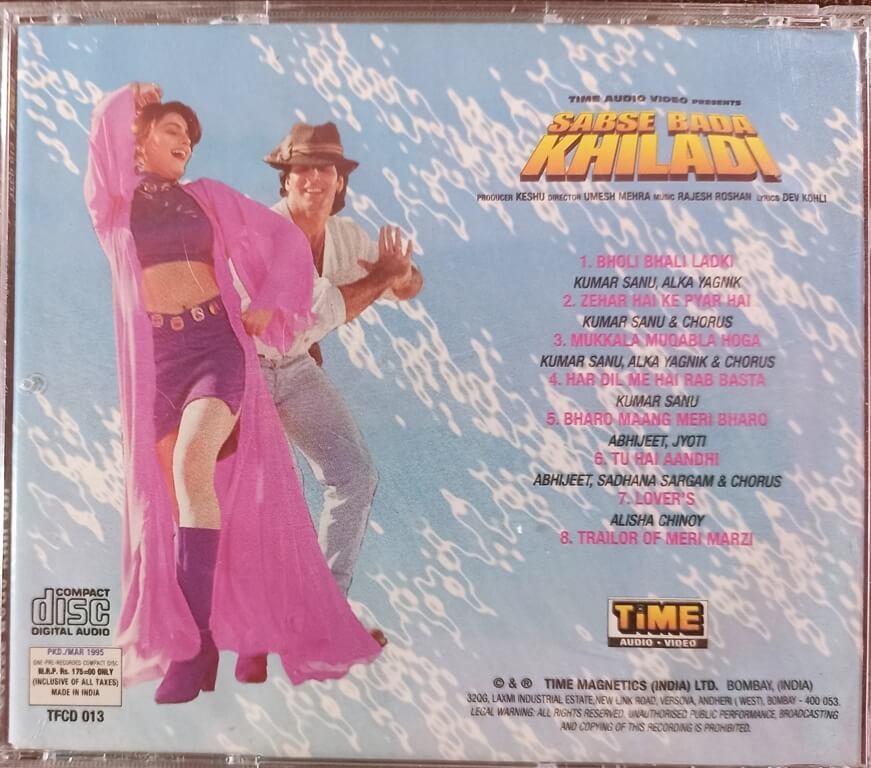 TIME AUDIO VIDEO PRESENTS
SABSE BADA
KHILADI
PRODUCER KESHU DIRECTOR UMESH MEHRA MUSIC RAJESH ROSHAN LYRICS DEV KOHLI
1. BHOLI BHALI LADKI
KUMAR SANU, ALKA YAGNIK
2. ZEHAR HAI KE PYAR HAI
KUMAR SANU & CHORUS
3. MUKKALA MUQABLA HOGA
KUMAR SANU, ALKA YAGNIK & CHORUS
4. HAR DIL ME HAI RAB BASTA
KUMAR SANU
5. BHARO MAANG MERI BHARO
ABHIJEET, JYOTI
6. TU HAI AANDHI
ABHIJEET, SADHANA SARGAM & CHORUS
7. LOVER'S
ALISHA CHINOY
8. TRAILOR OF MERI MARZI
COMPACT
disc
DIGITAL AUDIO
PKD./MAR 1995
ONE-PRE-RECORDED COMPACT DISC
M.R.P. Rs. 175=00 ONLY
(INCLUSIVE OF ALL TAXES)
MADE IN INDIA
TFCD 013
TiME
AUDIO • VIDEO
© & ® TIME MAGNETICS (INDIA) LTD. BOMBAY, (INDIA)
320G, LAXMI INDUSTRIAL ESTATE, NEW LINK ROAD, VERSOVA, ANDHERI (WEST), BOMBAY - 400 053.
LEGAL WARNING: ALL RIGHTS RESERVED. UNAUTHORISED PUBLIC PERFORMANCE, BROADCASTING
AND COPYING OF THIS RECORDING IS PROHIBITED.